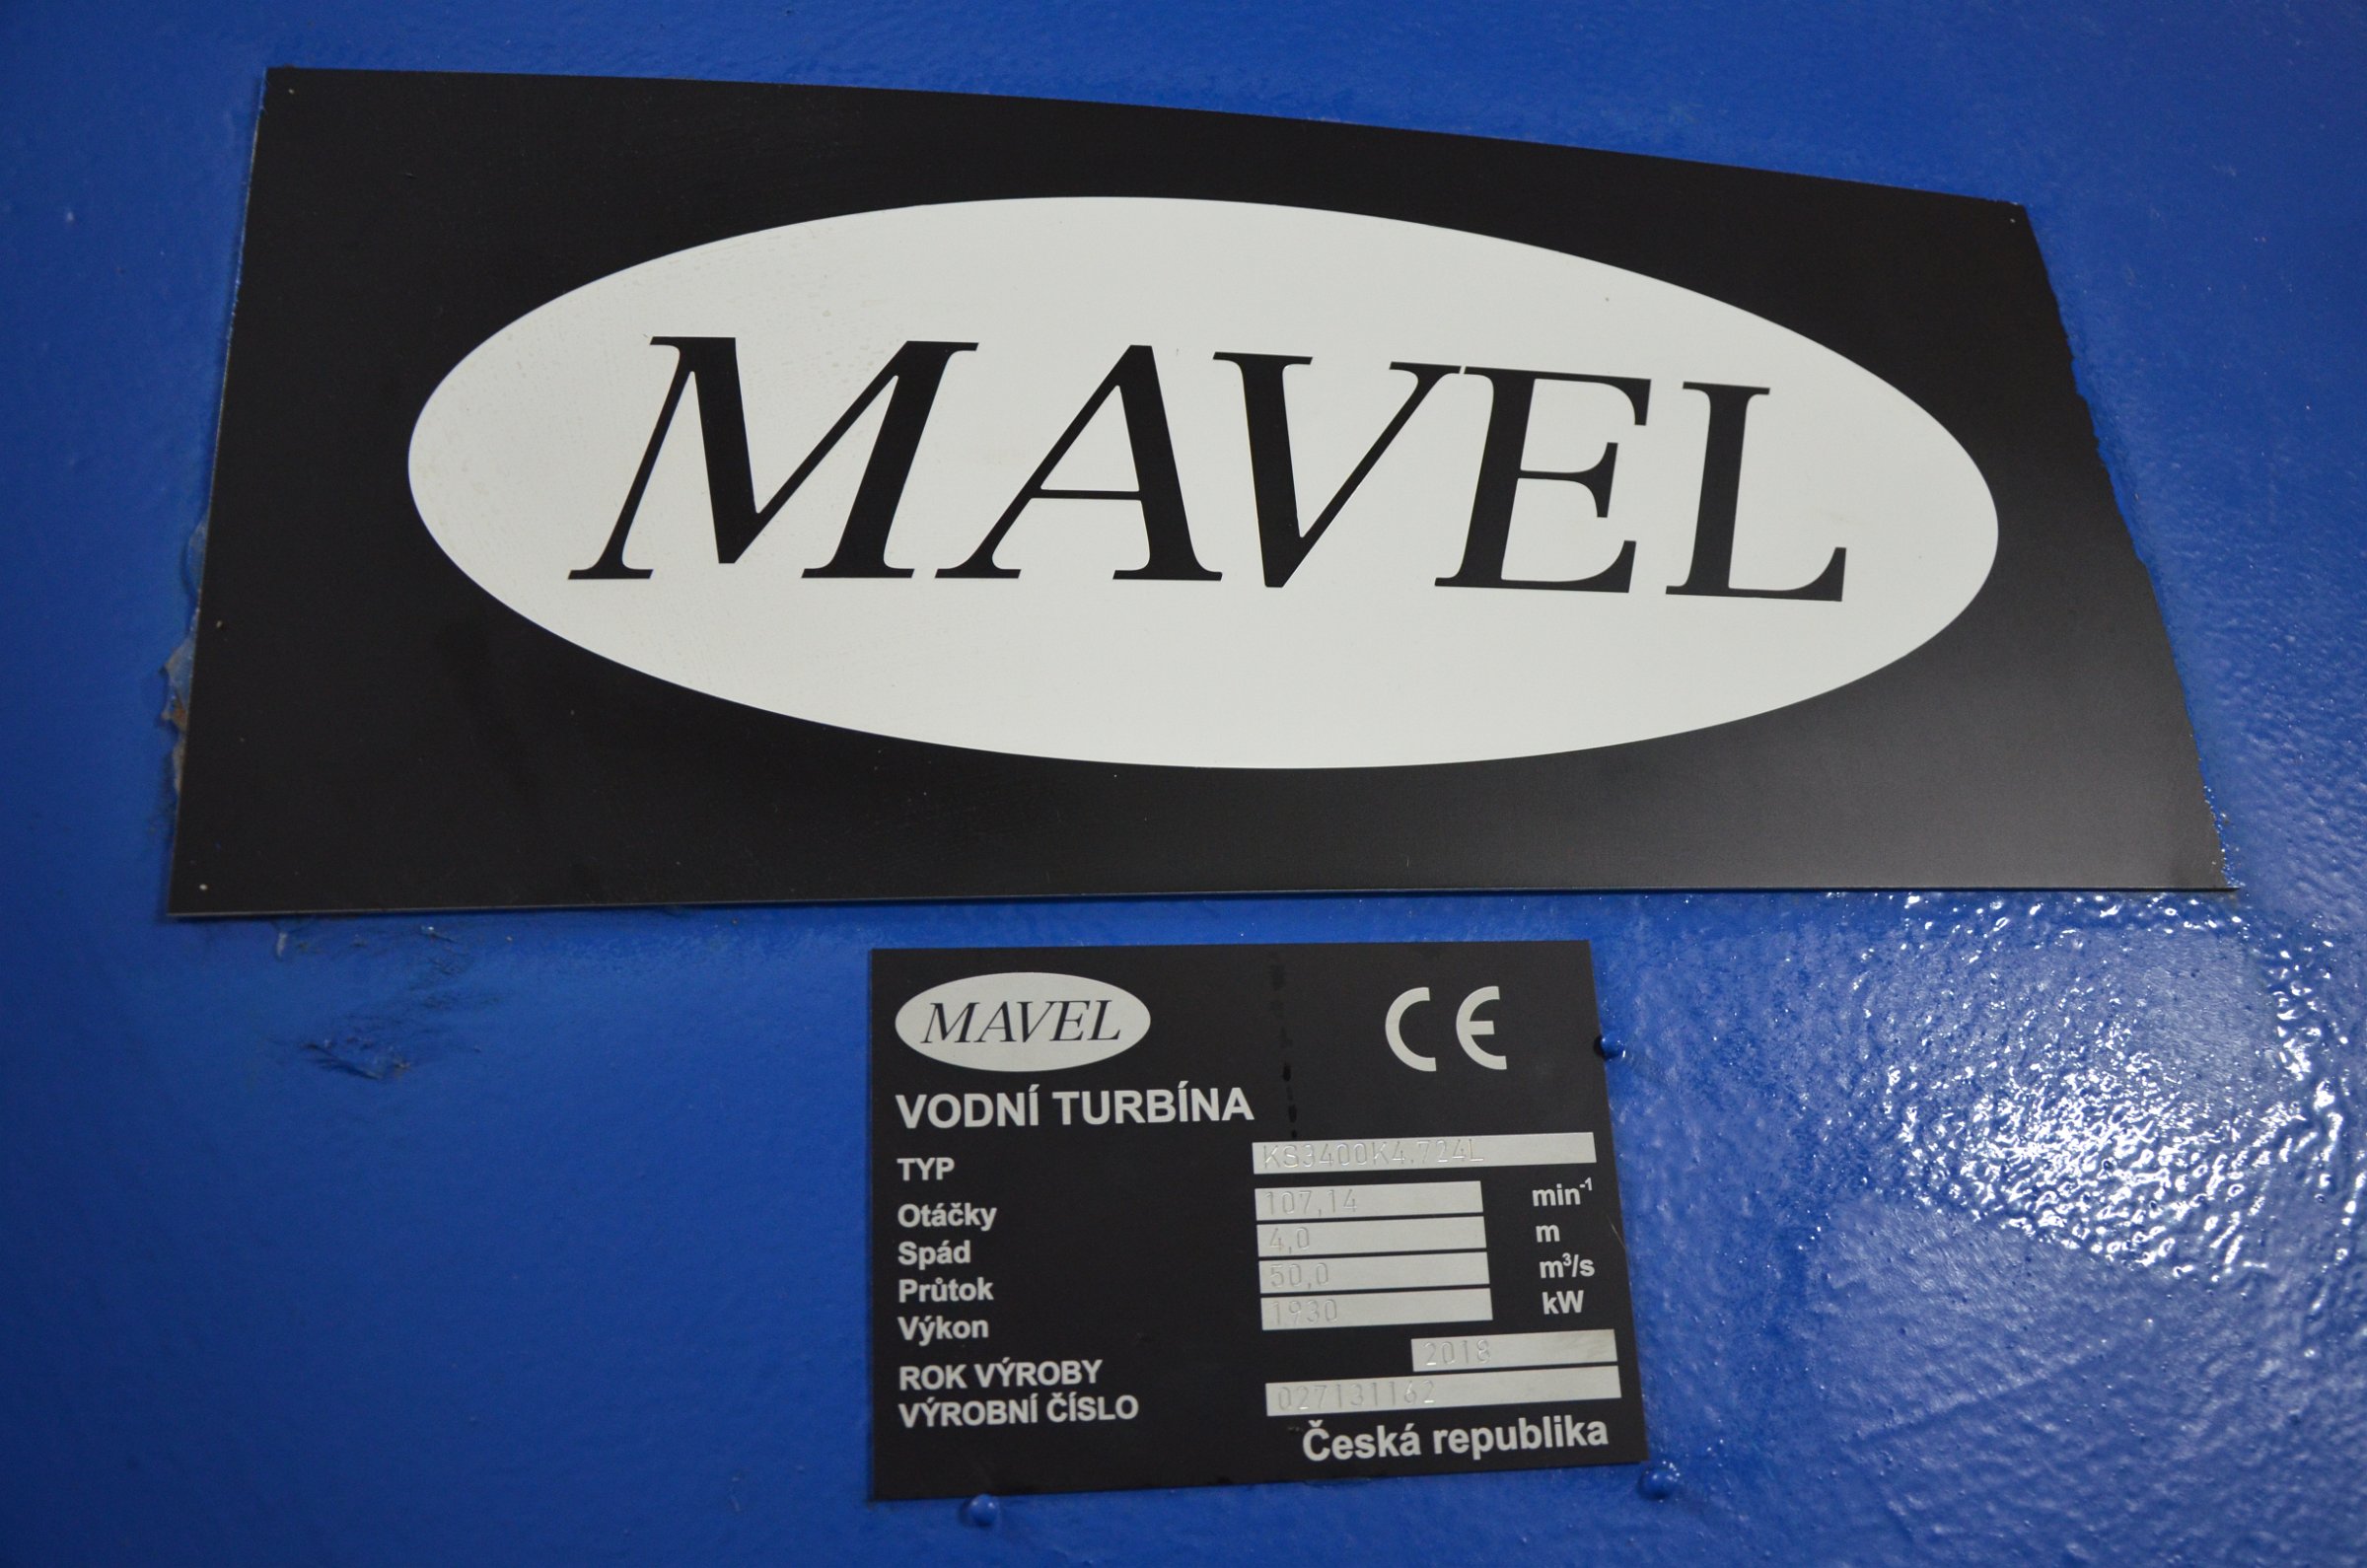 MAVEL
MAVEL CE
VODNÍ TURBÍNA
TYP KS3400K4.724L
Otáčky 107,14 min⁻¹
Spád 4,0 m
Průtok 50,0 m³/s
Výkon 1930 kW
ROK VÝROBY 2018
VÝROBNÍ ČÍSLO 027131162
Česká republika